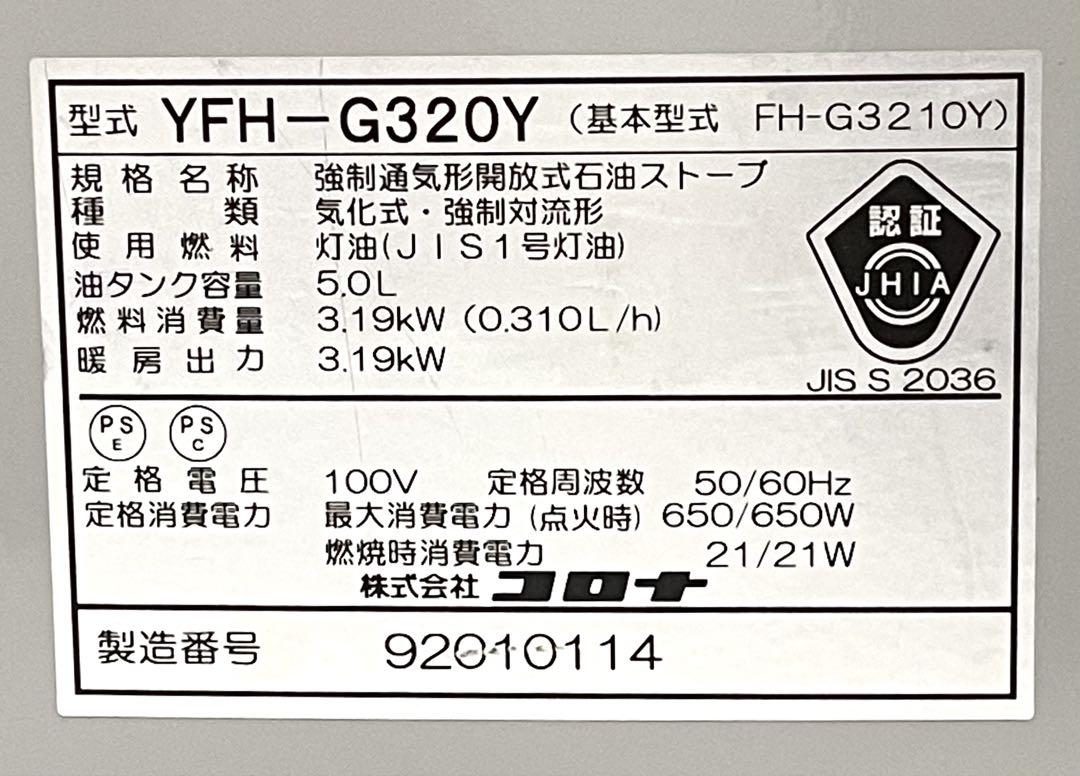 型式 YFH-G320Y (基本型式 FH-G3210Y)
規格名称 強制通気形開放式石油ストーブ
種類 気化式・強制対流形
使用燃料 灯油(JIS1号灯油)
油タンク容量 5.0L
燃料消費量 3.19kW (0.310L/h)
暖房出力 3.19kW
認証
JHIA
JIS S 2036
PS E PS C
定格電圧 100V 定格周波数 50/60Hz
定格消費電力 最大消費電力 (点火時) 650/650W
燃焼時消費電力 21/21W
株式会社 コロナ
製造番号 92010114